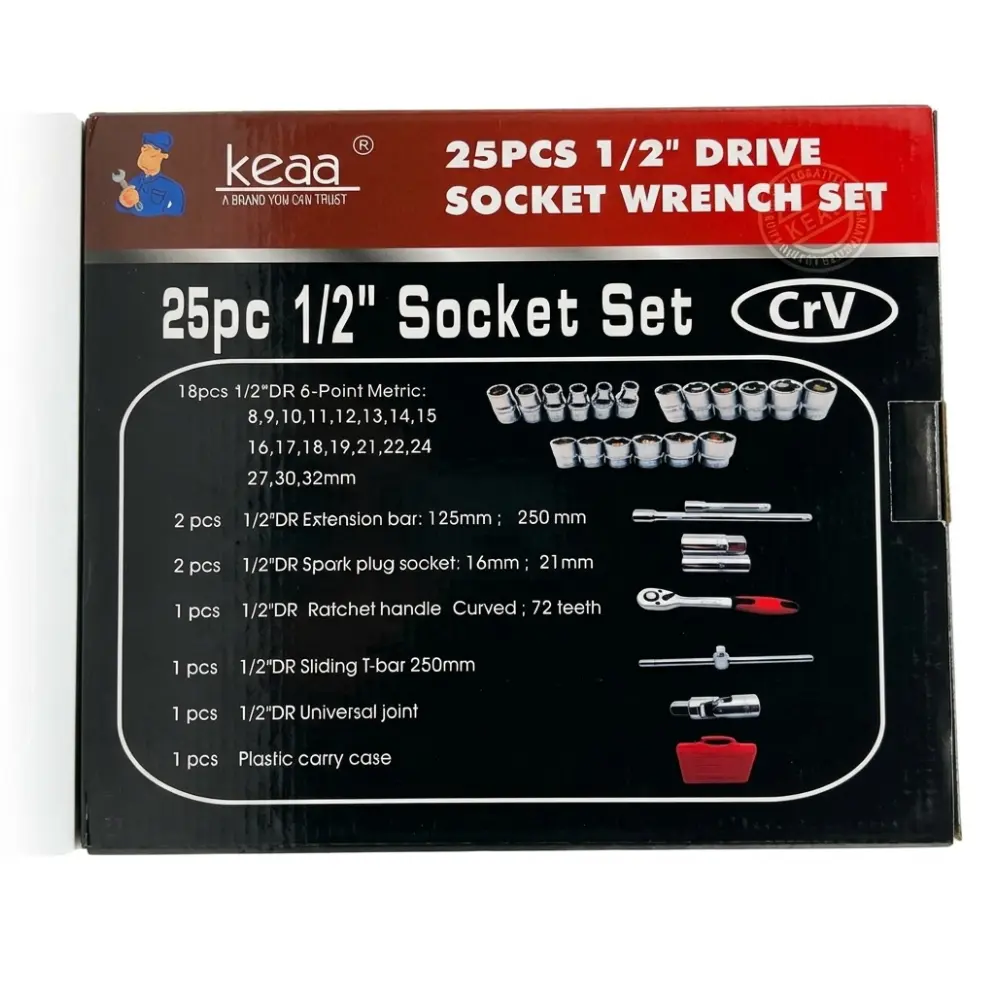 keaa®
A BRAND YOU CAN TRUST
25PCS 1/2" DRIVE
SOCKET WRENCH SET
KEAA
25pc 1/2" Socket Set
CrV
18pcs 1/2"DR 6-Point Metric:
8,9,10,11,12,13,14,15
16,17,18,19,21,22,24
27,30,32mm
2 pcs 1/2"DR Extension bar: 125mm ; 250 mm
2 pcs 1/2"DR Spark plug socket: 16mm ; 21mm
1 pcs 1/2"DR Ratchet handle Curved ; 72 teeth
1 pcs 1/2"DR Sliding T-bar 250mm
1 pcs 1/2"DR Universal joint
1 pcs Plastic carry case